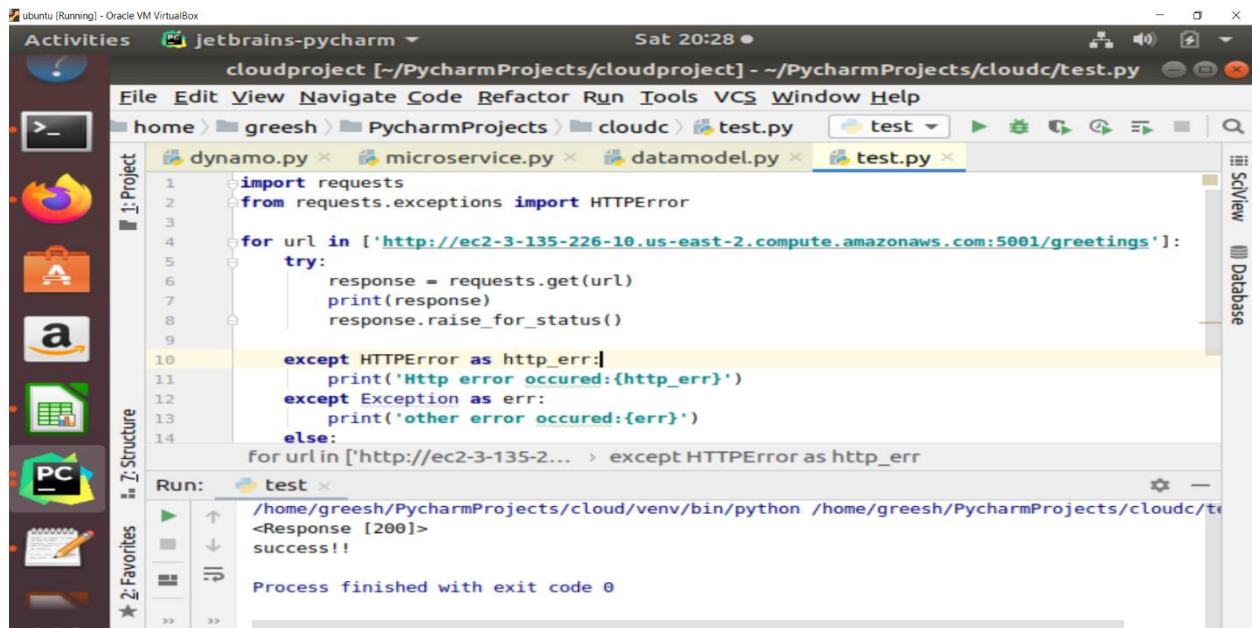 ubuntu [Running] - Oracle VM VirtualBox
Activities jetbrains-pycharm Sat 20:28
cloudproject [~/PycharmProjects/cloudproject] - ~/PycharmProjects/cloudc/test.py
File Edit View Navigate Code Refactor Run Tools VCS Window Help
home greesh PycharmProjects cloudc test.py test
dynamo.py microservice.py datamodel.py test.py
1: Project
SciView
Database
1 import requests
2 from requests.exceptions import HTTPError
3
4 for url in ['http://ec2-3-135-226-10.us-east-2.compute.amazonaws.com:5001/greetings']:
5 try:
6 response = requests.get(url)
7 print(response)
8 response.raise_for_status()
9
10 except HTTPError as http_err:
11 print('Http error occured:{http_err}')
12 except Exception as err:
13 print('other error occured:{err}')
14 else:
for url in ['http://ec2-3-135-2... › except HTTPError as http_err
7: Structure
2: Favorites
PC
a
Run: test
/home/greesh/PycharmProjects/cloud/venv/bin/python /home/greesh/PycharmProjects/cloudc/te
<Response [200]>
success!!
Process finished with exit code 0